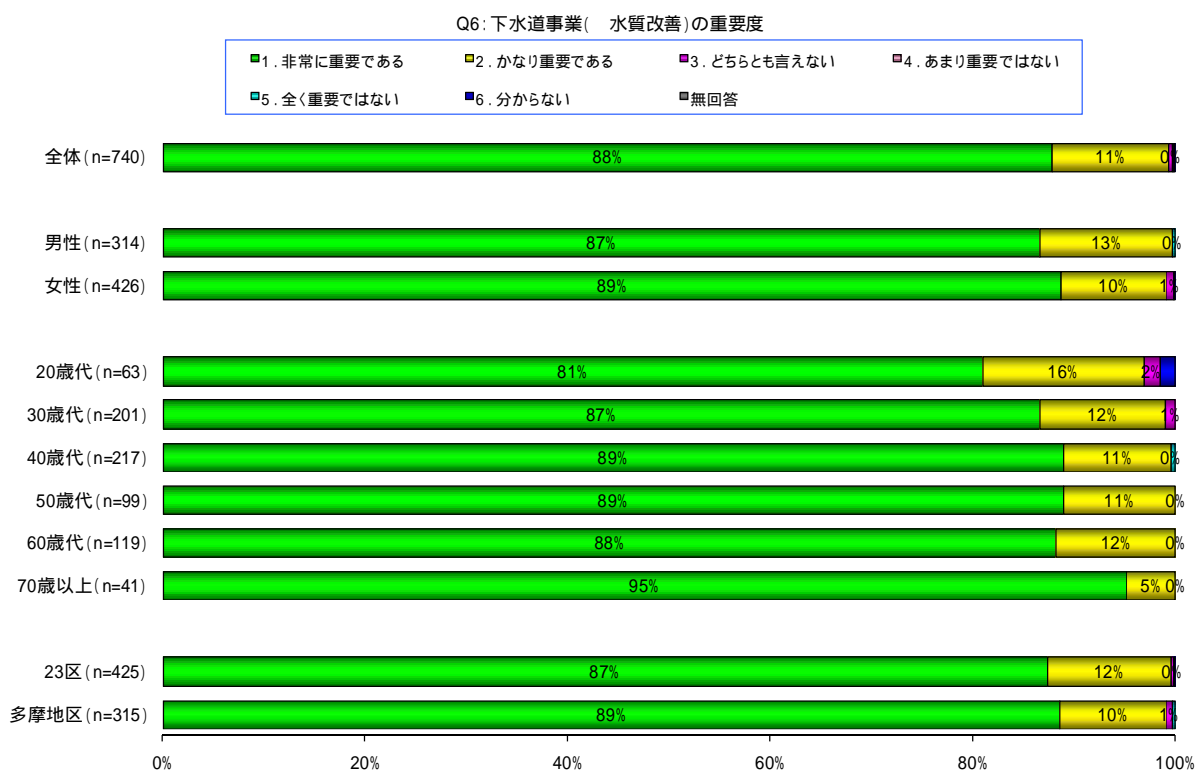 Q6：下水道事業(　水質改善)の重要度
1．非常に重要である 2．かなり重要である 3．どちらとも言えない 4．あまり重要ではない
5．全く重要ではない 6．分からない 無回答
全体(n=740) 88% 11% 0%
男性(n=314) 87% 13% 0%
女性(n=426) 89% 10% 1%
20歳代(n=63) 81% 16% 2%
30歳代(n=201) 87% 12% 1%
40歳代(n=217) 89% 11% 0%
50歳代(n=99) 89% 11% 0%
60歳代(n=119) 88% 12% 0%
70歳以上(n=41) 95% 5% 0%
23区(n=425) 87% 12% 0%
多摩地区(n=315) 89% 10% 1%
0% 20% 40% 60% 80% 100%